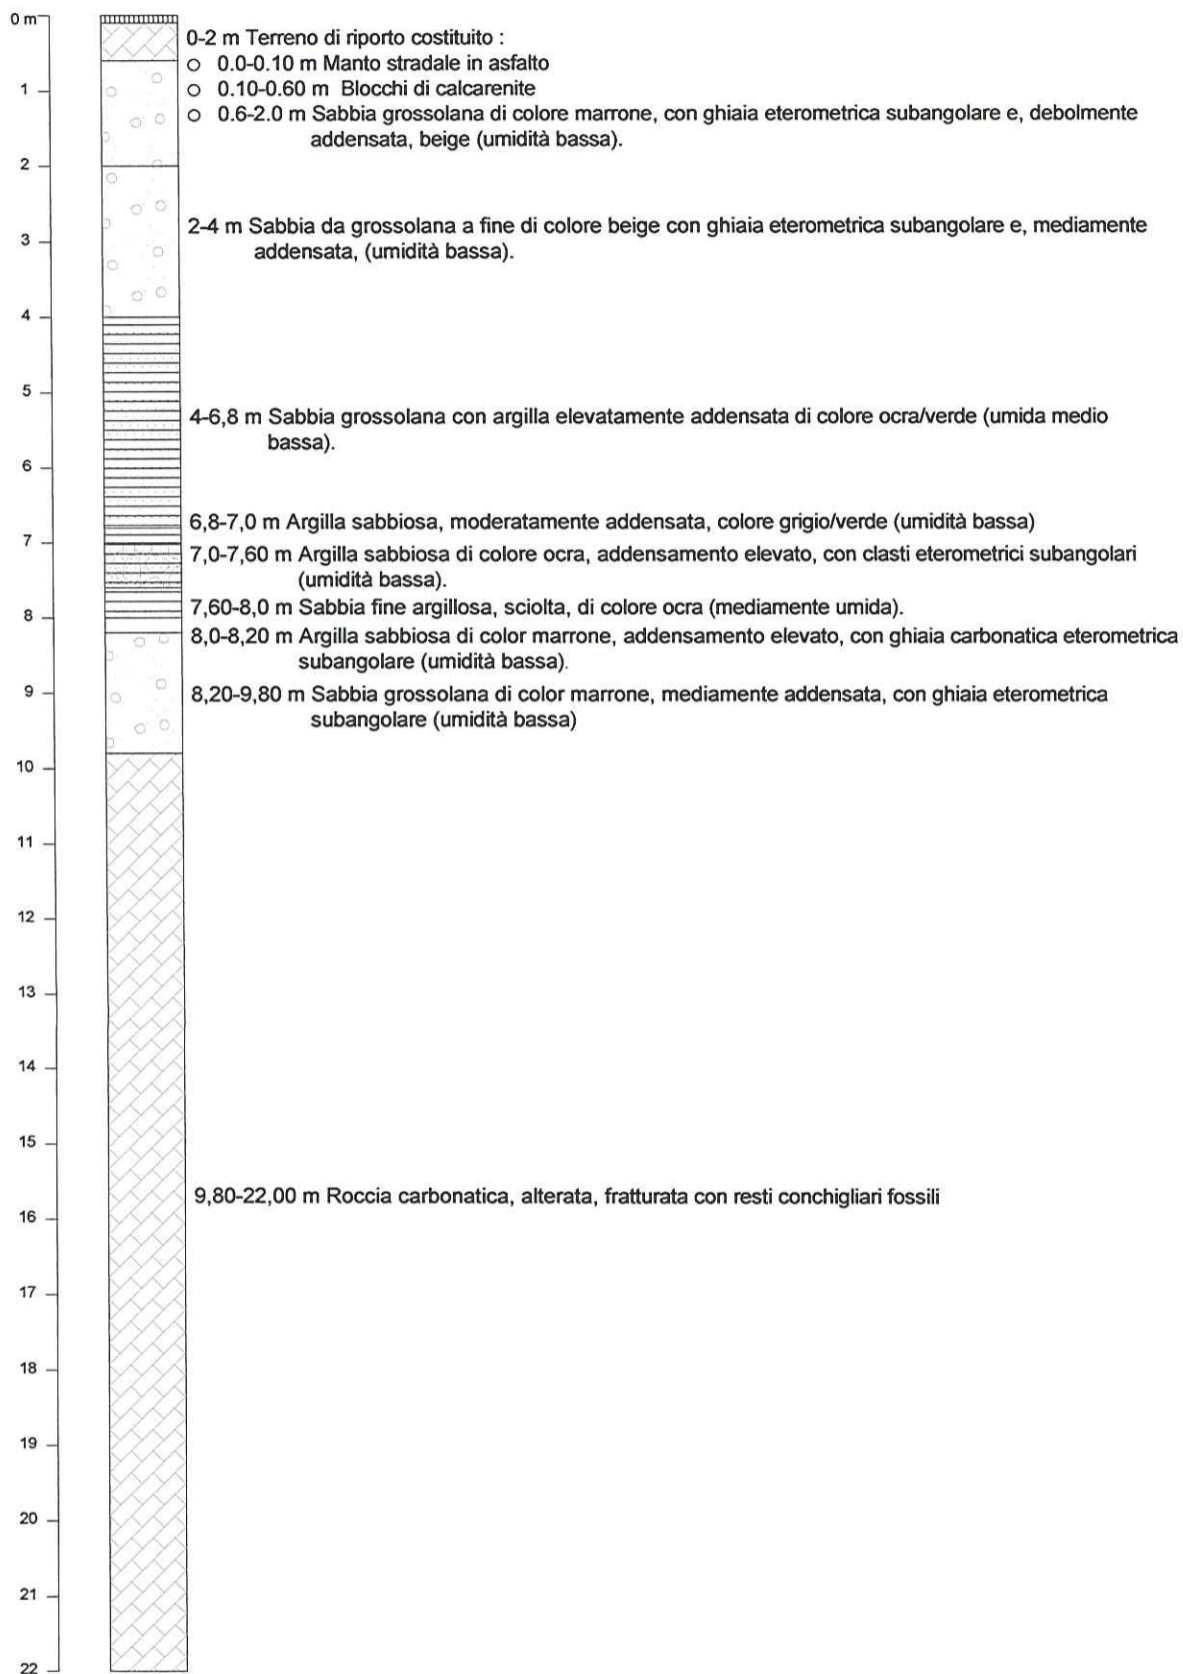 0 m
0-2 m Terreno di riporto costituito :
○ 0.0-0.10 m Manto stradale in asfalto
1
○ 0.10-0.60 m Blocchi di calcarenite
○ 0.6-2.0 m Sabbia grossolana di colore marrone, con ghiaia eterometrica subangolare e, debolmente
addensata, beige (umidità bassa).
2
2-4 m Sabbia da grossolana a fine di colore beige con ghiaia eterometrica subangolare e, mediamente
3
addensata, (umidità bassa).
4
5
4-6,8 m Sabbia grossolana con argilla elevatamente addensata di colore ocra/verde (umida medio
bassa).
6
6,8-7,0 m Argilla sabbiosa, moderatamente addensata, colore grigio/verde (umidità bassa)
7
7,0-7,60 m Argilla sabbiosa di colore ocra, addensamento elevato, con clasti eterometrici subangolari
(umidità bassa).
7,60-8,0 m Sabbia fine argillosa, sciolta, di colore ocra (mediamente umida).
8
8,0-8,20 m Argilla sabbiosa di color marrone, addensamento elevato, con ghiaia carbonatica eterometrica
subangolare (umidità bassa).
9
8,20-9,80 m Sabbia grossolana di color marrone, mediamente addensata, con ghiaia eterometrica
subangolare (umidità bassa)
10
11
12
13
14
15
9,80-22,00 m Roccia carbonatica, alterata, fratturata con resti conchigliari fossili
16
17
18
19
20
21
22